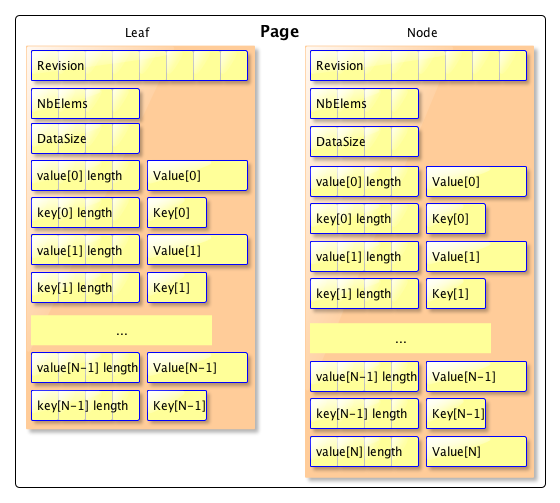 Page
Leaf
Revision
NbElems
DataSize
value[0] length Value[0]
key[0] length Key[0]
value[1] length Value[1]
key[1] length Key[1]
...
value[N-1] length Value[N-1]
key[N-1] length Key[N-1]
Node
Revision
NbElems
DataSize
value[0] length Value[0]
key[0] length Key[0]
value[1] length Value[1]
key[1] length Key[1]
...
value[N-1] length Value[N-1]
key[N-1] length Key[N-1]
value[N] length Value[N]